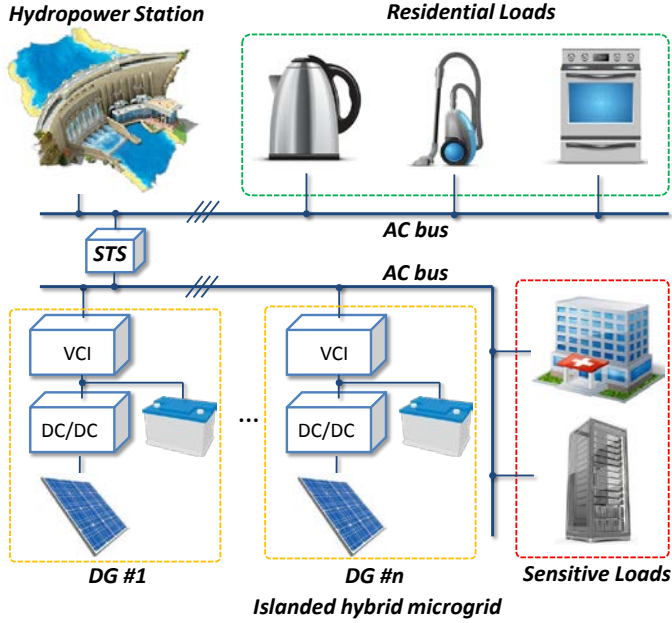 Hydropower Station
Residential Loads
AC bus
STS
AC bus
VCI
VCI
DC/DC
...
DC/DC
DG #1
DG #n
Sensitive Loads
Islanded hybrid microgrid